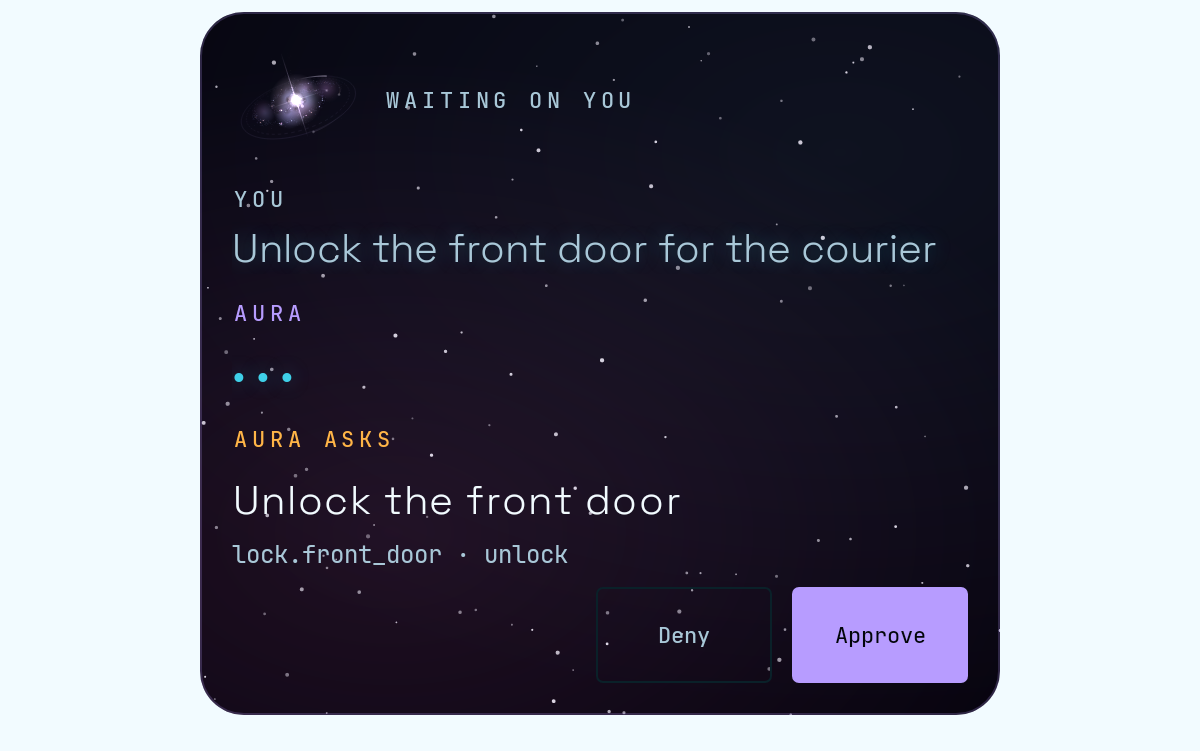 WAITING ON YOU
YOU
Unlock the front door for the courier
AURA
AURA ASKS
Unlock the front door
lock.front_door · unlock
Deny
Approve